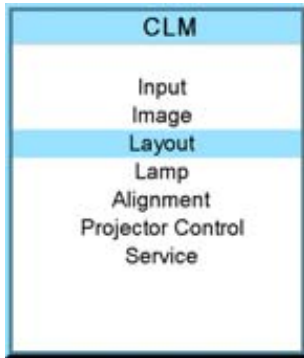 CLM
Input
Image
Layout
Lamp
Alignment
Projector Control
Service